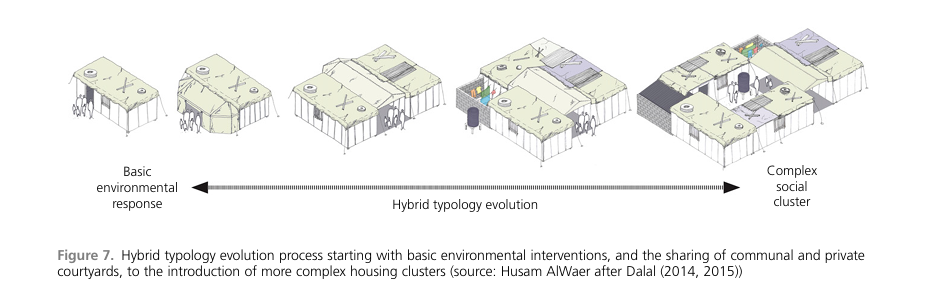 Basic
environmental
response
Hybrid typology evolution
Complex
social
cluster
Figure 7. Hybrid typology evolution process starting with basic environmental interventions, and the sharing of communal and private
courtyards, to the introduction of more complex housing clusters (source: Husam AlWaer after Dalal (2014, 2015))